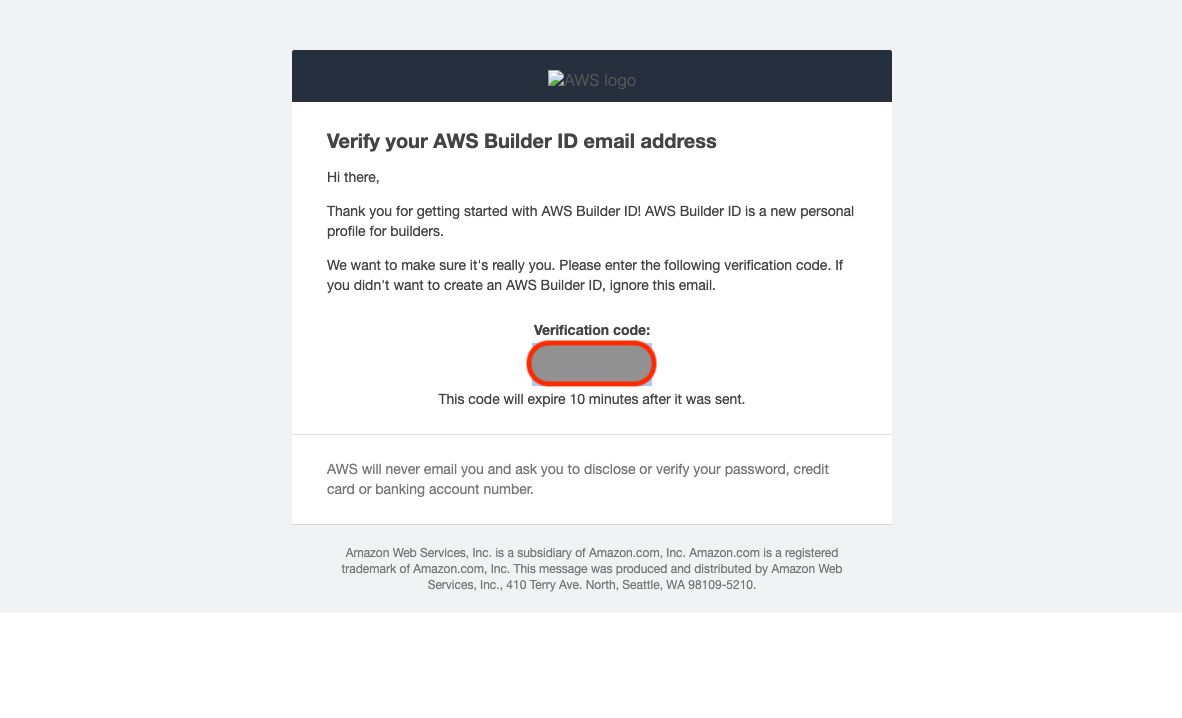 AWS logo
Verify your AWS Builder ID email address
Hi there,
Thank you for getting started with AWS Builder ID! AWS Builder ID is a new personal
profile for builders.
We want to make sure it's really you. Please enter the following verification code. If
you didn't want to create an AWS Builder ID, ignore this email.
Verification code:
This code will expire 10 minutes after it was sent.
AWS will never email you and ask you to disclose or verify your password, credit
card or banking account number.
Amazon Web Services, Inc. is a subsidiary of Amazon.com, Inc. Amazon.com is a registered
trademark of Amazon.com, Inc. This message was produced and distributed by Amazon Web
Services, Inc., 410 Terry Ave. North, Seattle, WA 98109-5210.